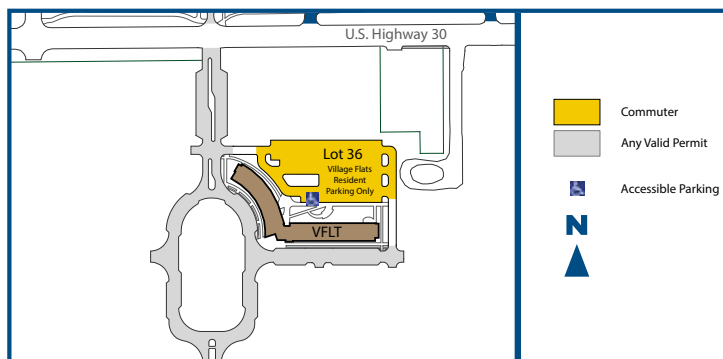 U.S. Highway 30
Lot 36
Village Flats
Resident
Parking Only
VFLT
Commuter
Any Valid Permit
Accessible Parking
N